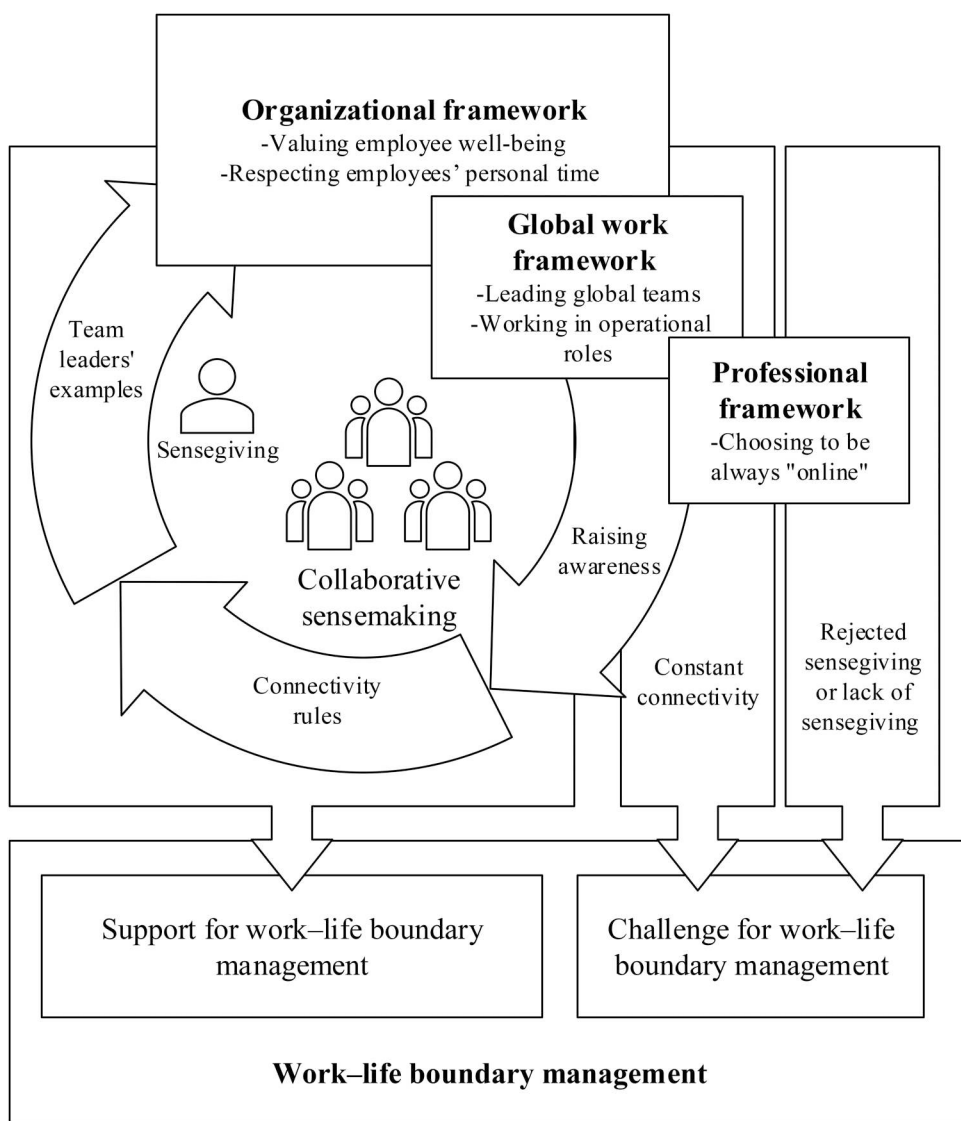 Organizational framework
-Valuing employee well-being
-Respecting employees’ personal time
Global work
framework
-Leading global teams
-Working in operational
roles
Professional
framework
-Choosing to be
always "online"
Team
leaders'
examples
Sensegiving
Collaborative
sensemaking
Raising
awareness
Connectivity
rules
Constant
connectivity
Rejected
sensegiving
or lack of
sensegiving
Support for work–life boundary
management
Challenge for work–life
boundary management
Work–life boundary management